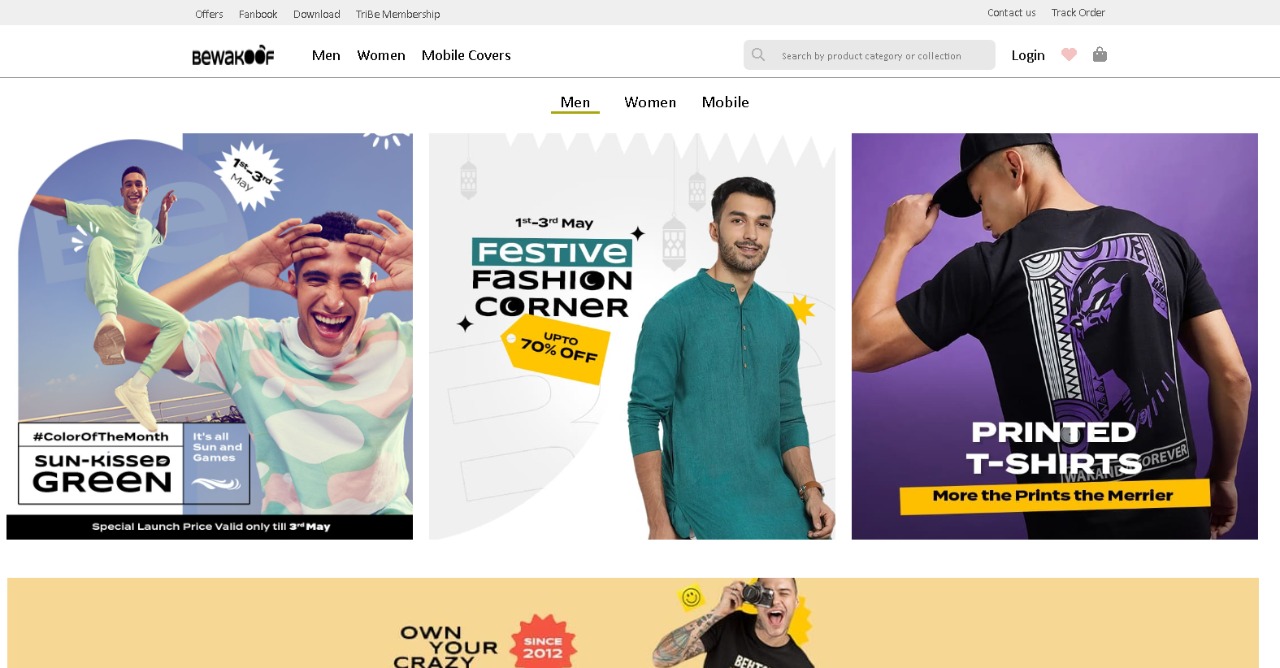 Offers Fanbook Download TriBe Membership Contact us Track Order
BEWAKOOF Men Women Mobile Covers Search by product category or collection Login
Men Women Mobile
1st-3rd
May
#ColorOfTheMonth
SUN-KISSED
GREEN
It's all
Sun and
Games
Special Launch Price Valid only till 3rd May
1st-3rd May
FESTIVE
FASHION
CORNER
UPTO
70% OFF
PRINTED
T-SHIRTS
WAKANDA FOREVER
More the Prints the Merrier
OWN
YOUR
CRAZY
SINCE
2012